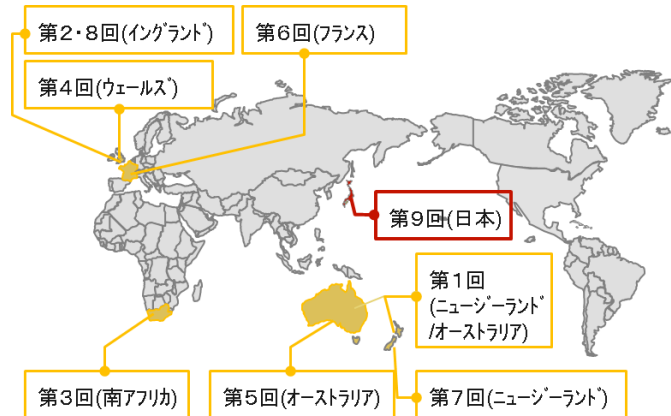 第2・8回(イングランド)
第6回(フランス)
第4回(ウェールズ)
第9回(日本)
第1回
(ニュージーランド
/オーストラリア)
第3回(南アフリカ)
第5回(オーストラリア)
第7回(ニュージーランド)